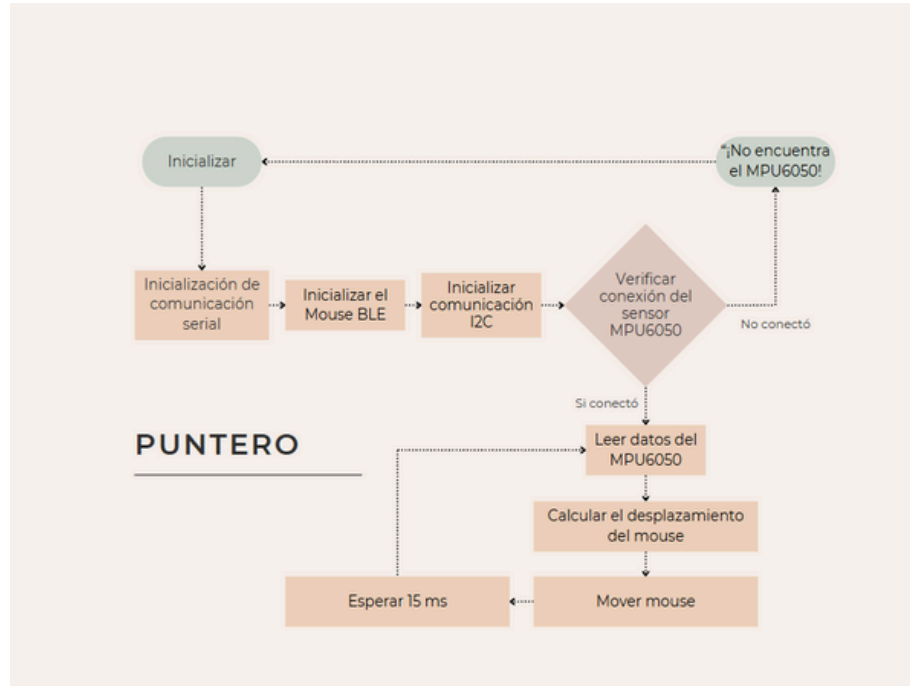 Inicializar
“¡No encuentra
el MPU6050!
Inicialización de
comunicación
serial
Inicializar el
Mouse BLE
Inicializar
comunicación
I2C
Verificar
conexión del
sensor
MPU6050
No conectó
Si conectó
PUNTERO
Leer datos del
MPU6050
Calcular el desplazamiento
del mouse
Esperar 15 ms
Mover mouse